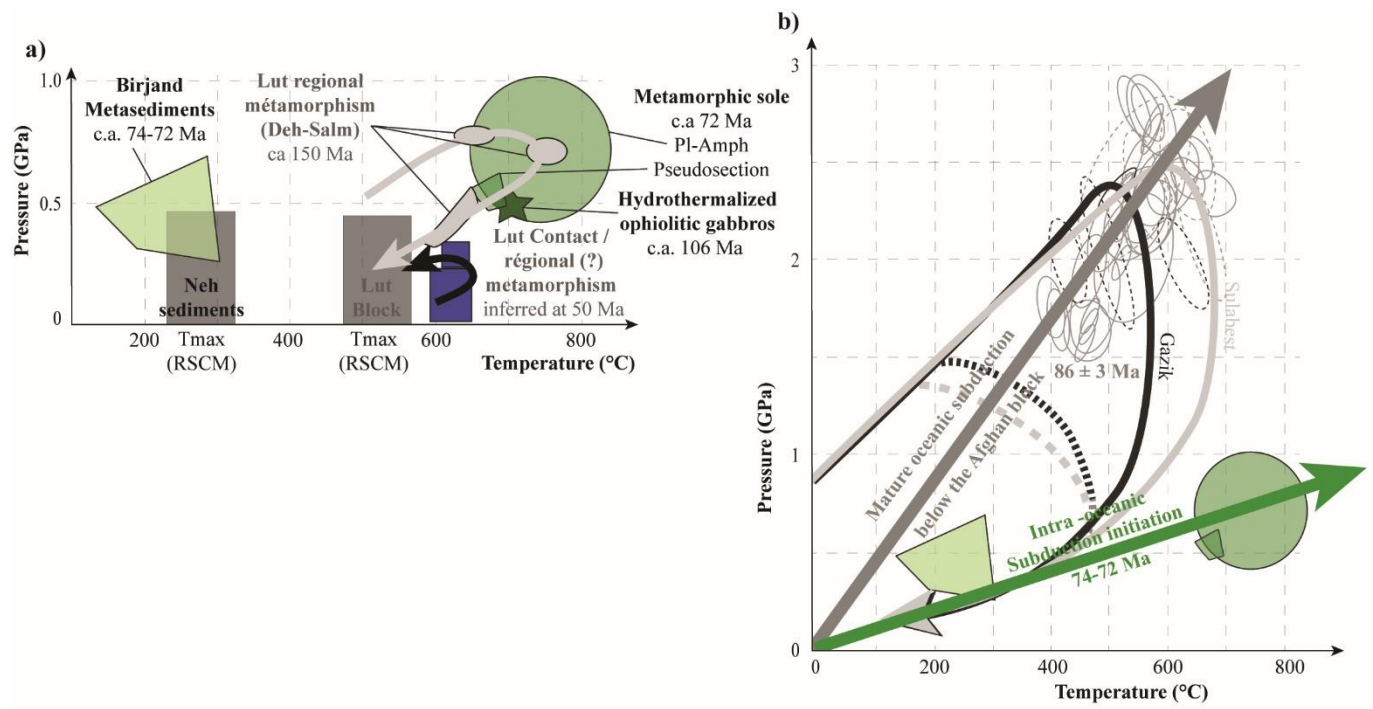 a)
1.0
0.5
0
Pressure (GPa)
Birjand
Metasediments
c.a. 74-72 Ma
Lut regional
métamorphism
(Deh-Salm)
ca 150 Ma
Metamorphic sole
c.a 72 Ma
Pl-Amph
Pseudosection
Hydrothermalized
ophiolitic gabbros
c.a. 106 Ma
Lut Contact /
régional (?)
metamorphism
inferred at 50 Ma
Neh
sediments
Lut
Block
200
400
600
800
Tmax
(RSCM)
Tmax
(RSCM)
Temperature (°C)
b)
3
2
1
0
Pressure (GPa)
Mature oceanic subduction
below the Afghan block
86 ± 3 Ma
Gazik
Sulabest
Intra -oceanic
Subduction initiation
74-72 Ma
0
200
400
600
800
Temperature (°C)